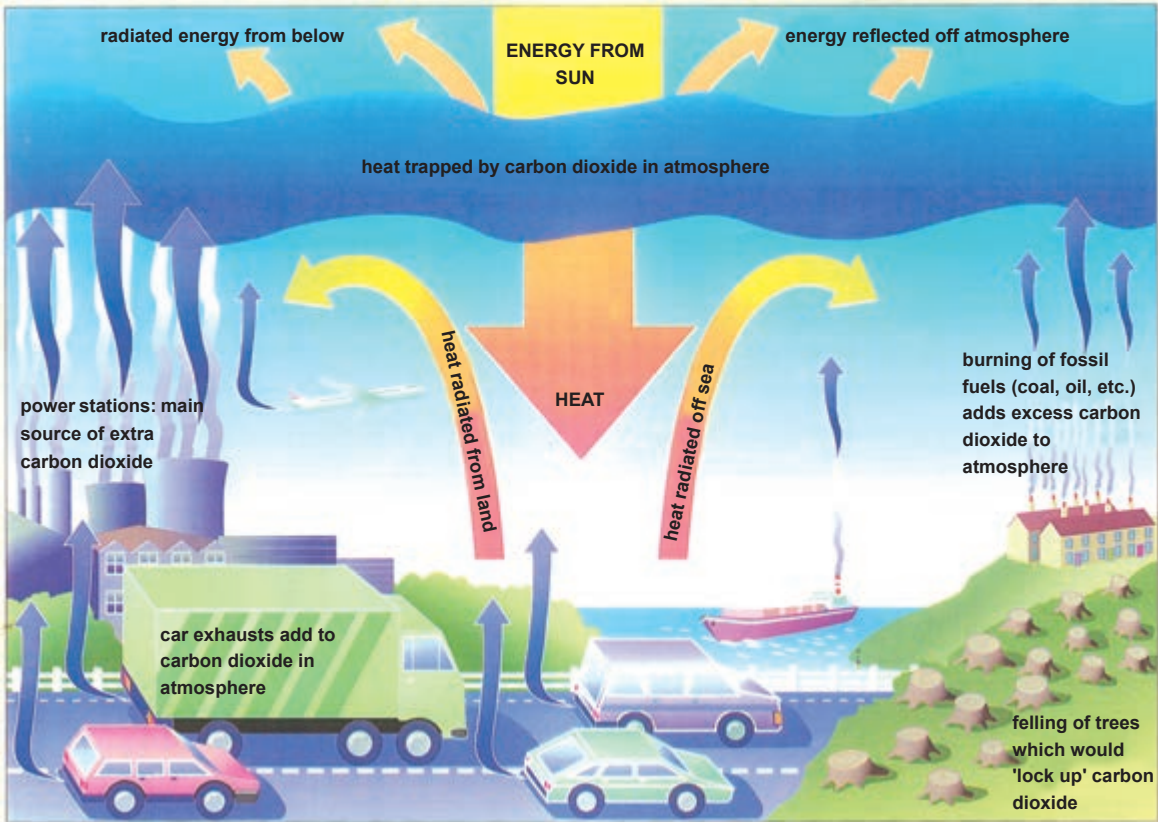 radiated energy from below
ENERGY FROM
SUN
energy reflected off atmosphere
heat trapped by carbon dioxide in atmosphere
power stations: main
source of extra
carbon dioxide
heat radiated from land
HEAT
heat radiated off sea
burning of fossil
fuels (coal, oil, etc.)
adds excess carbon
dioxide to
atmosphere
car exhausts add to
carbon dioxide in
atmosphere
felling of trees
which would
'lock up' carbon
dioxide